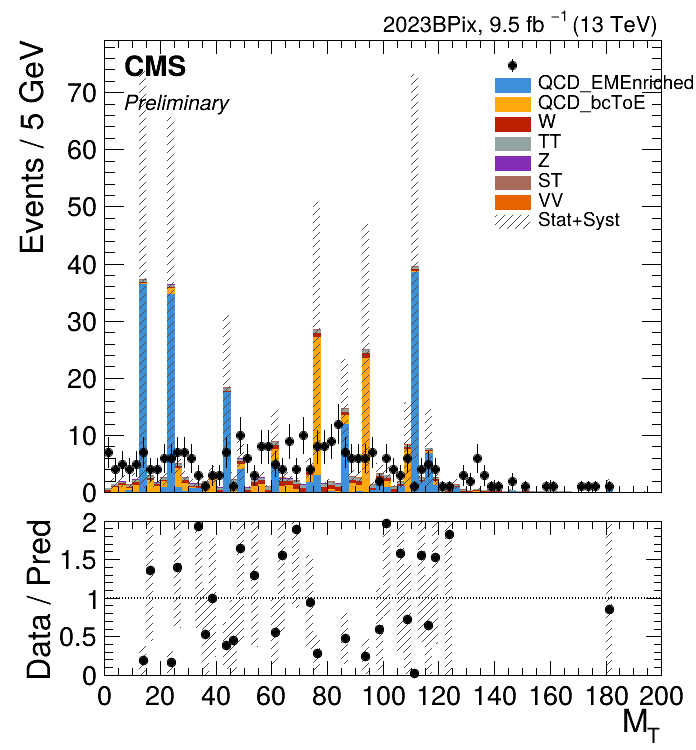 2023BPix, 9.5 fb⁻¹ (13 TeV)
CMS
Preliminary
QCD_EMEnriched
QCD_bcToE
W
TT
Z
ST
VV
Stat+Syst
Events / 5 GeV
70
60
50
40
30
20
10
0
Data / Pred
2
1.5
1
0.5
0
0 20 40 60 80 100 120 140 160 180 200
M_T